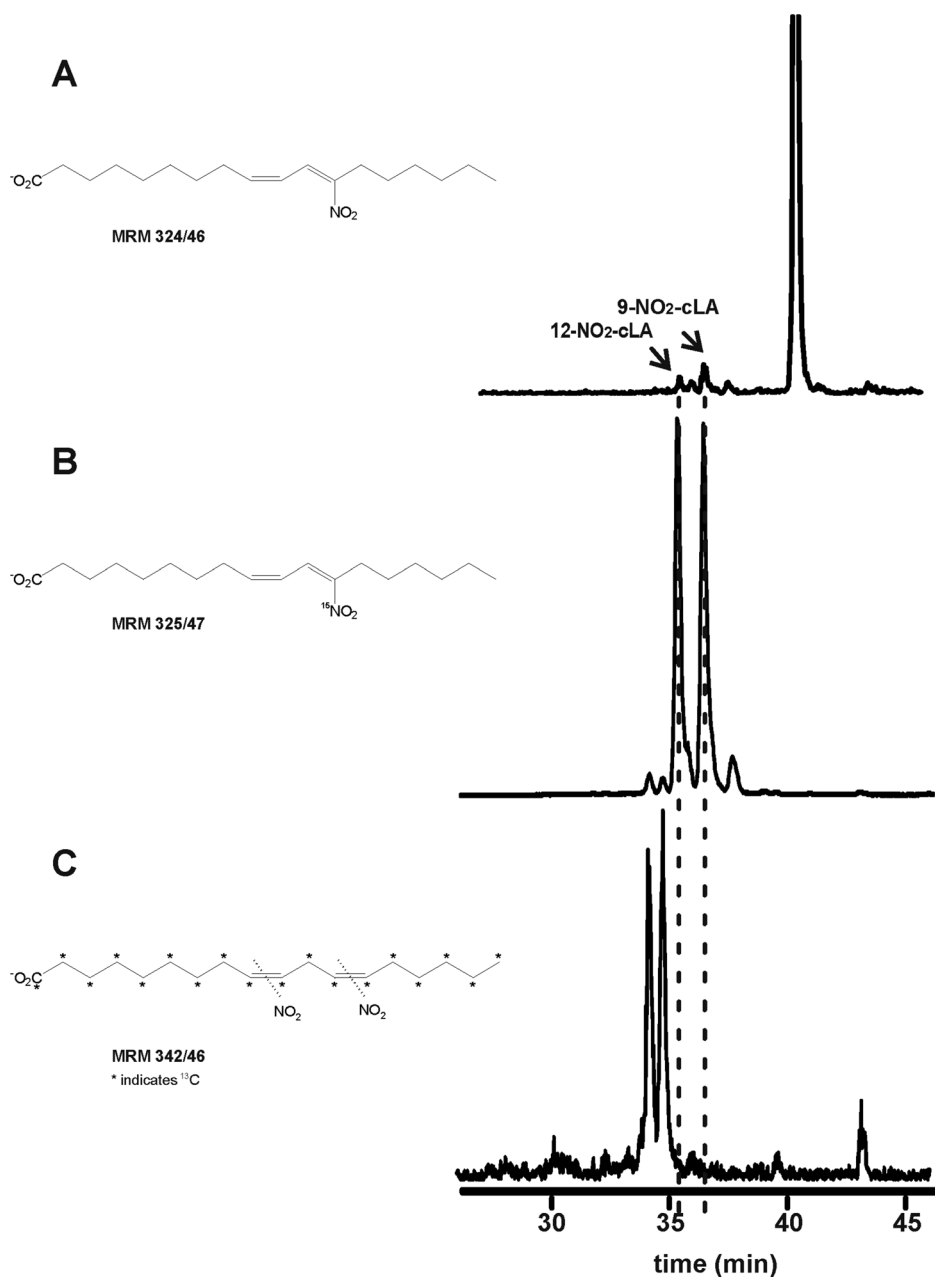 A
⁻O₂C
NO₂
MRM 324/46
9-NO₂-cLA
12-NO₂-cLA
B
⁻O₂C
¹⁵NO₂
MRM 325/47
C
* * * * * * * *
⁻O₂C
* * * * * * * * * *
NO₂ NO₂
MRM 342/46
* indicates ¹³C
30 35 40 45
time (min)